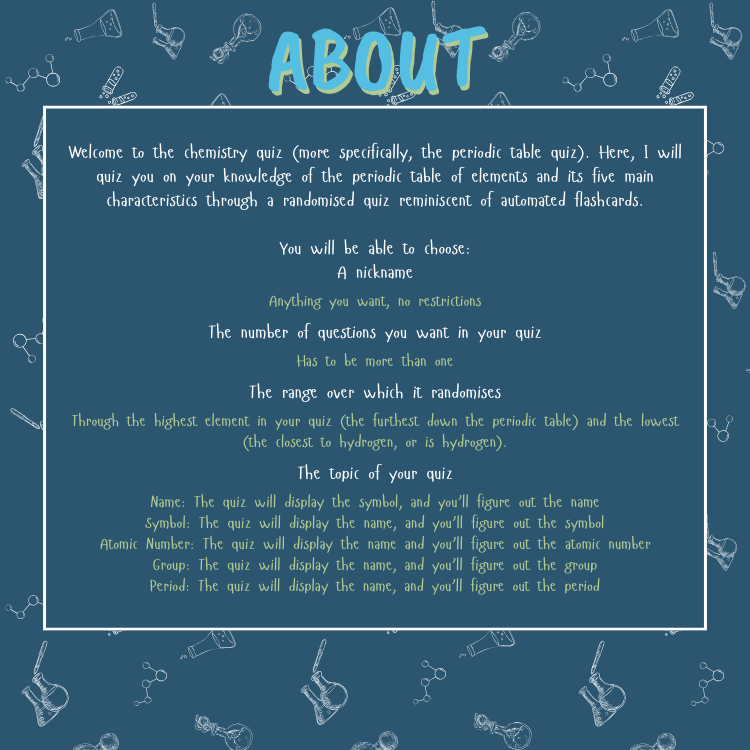 ABOUT
Welcome to the chemistry quiz (more specifically, the periodic table quiz). Here, I will
quiz you on your knowledge of the periodic table of elements and its five main
characteristics through a randomised quiz reminiscent of automated flashcards.
You will be able to choose:
A nickname
Anything you want, no restrictions
The number of questions you want in your quiz
Has to be more than one
The range over which it randomises
Through the highest element in your quiz (the furthest down the periodic table) and the lowest
(the closest to hydrogen, or is hydrogen).
The topic of your quiz
Name: The quiz will display the symbol, and you'll figure out the name
Symbol: The quiz will display the name, and you'll figure out the symbol
Atomic Number: The quiz will display the name and you'll figure out the atomic number
Group: The quiz will display the name, and you'll figure out the group
Period: The quiz will display the name, and you'll figure out the period